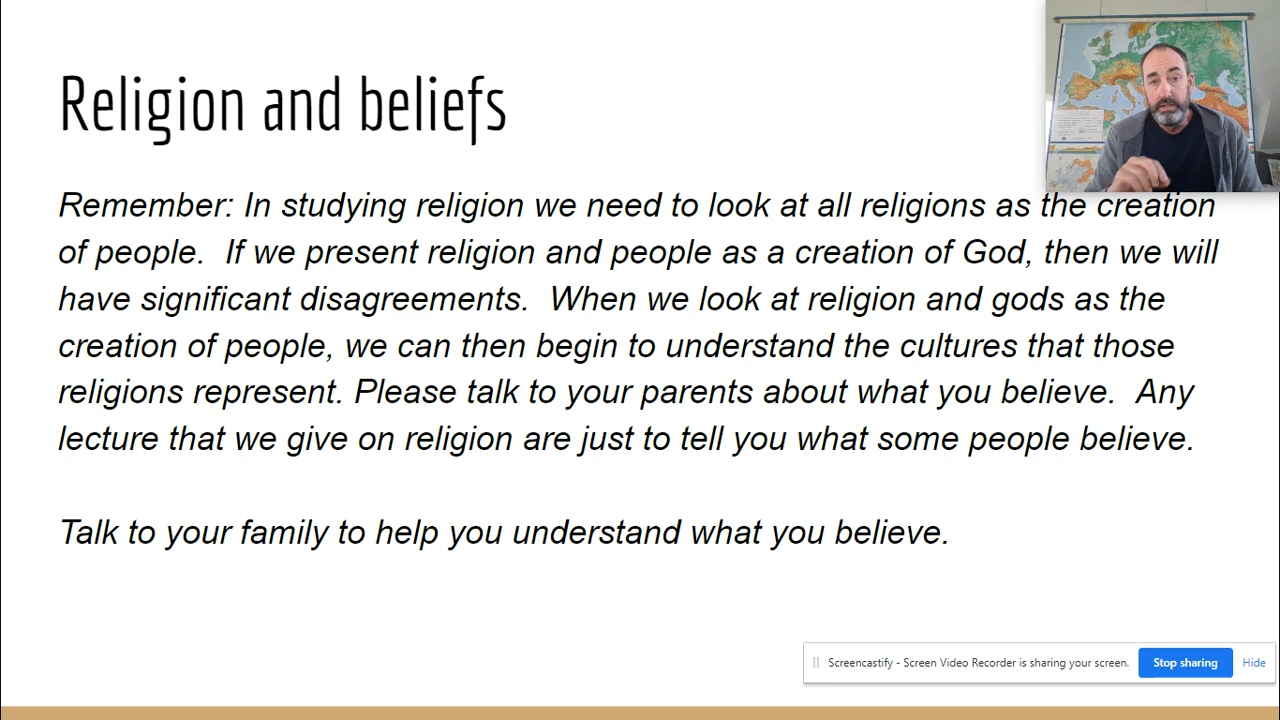 Religion and beliefs
Remember: In studying religion we need to look at all religions as the creation
of people.  If we present religion and people as a creation of God, then we will
have significant disagreements.  When we look at religion and gods as the
creation of people, we can then begin to understand the cultures that those
religions represent. Please talk to your parents about what you believe.  Any
lecture that we give on religion are just to tell you what some people believe.
Talk to your family to help you understand what you believe.
Screencastify - Screen Video Recorder is sharing your screen.
Stop sharing
Hide